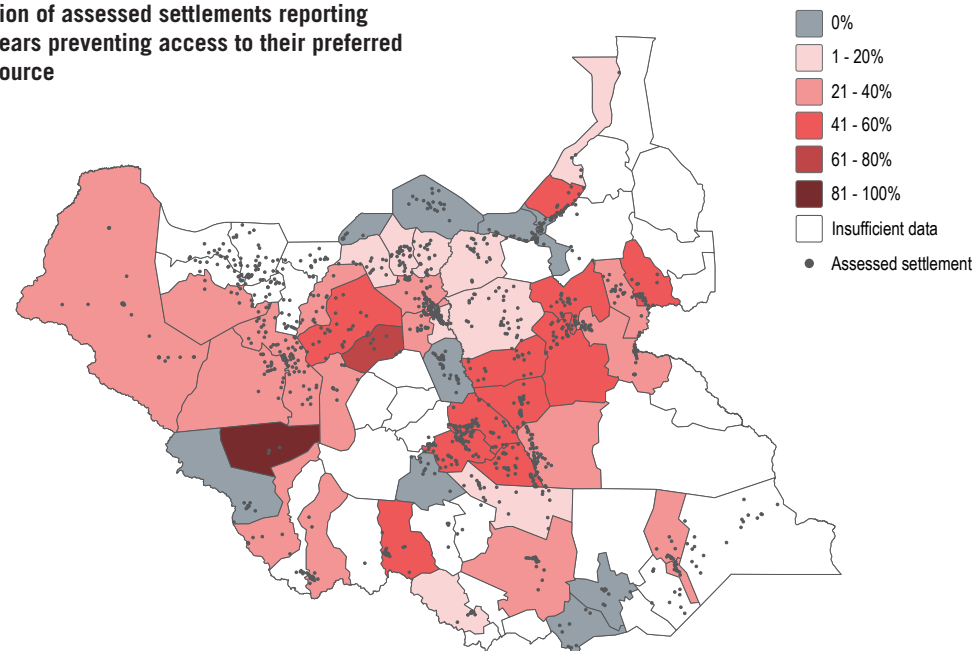 ion of assessed settlements reporting
ears preventing access to their preferred
ource
0%
1 - 20%
21 - 40%
41 - 60%
61 - 80%
81 - 100%
Insufficient data
Assessed settlement